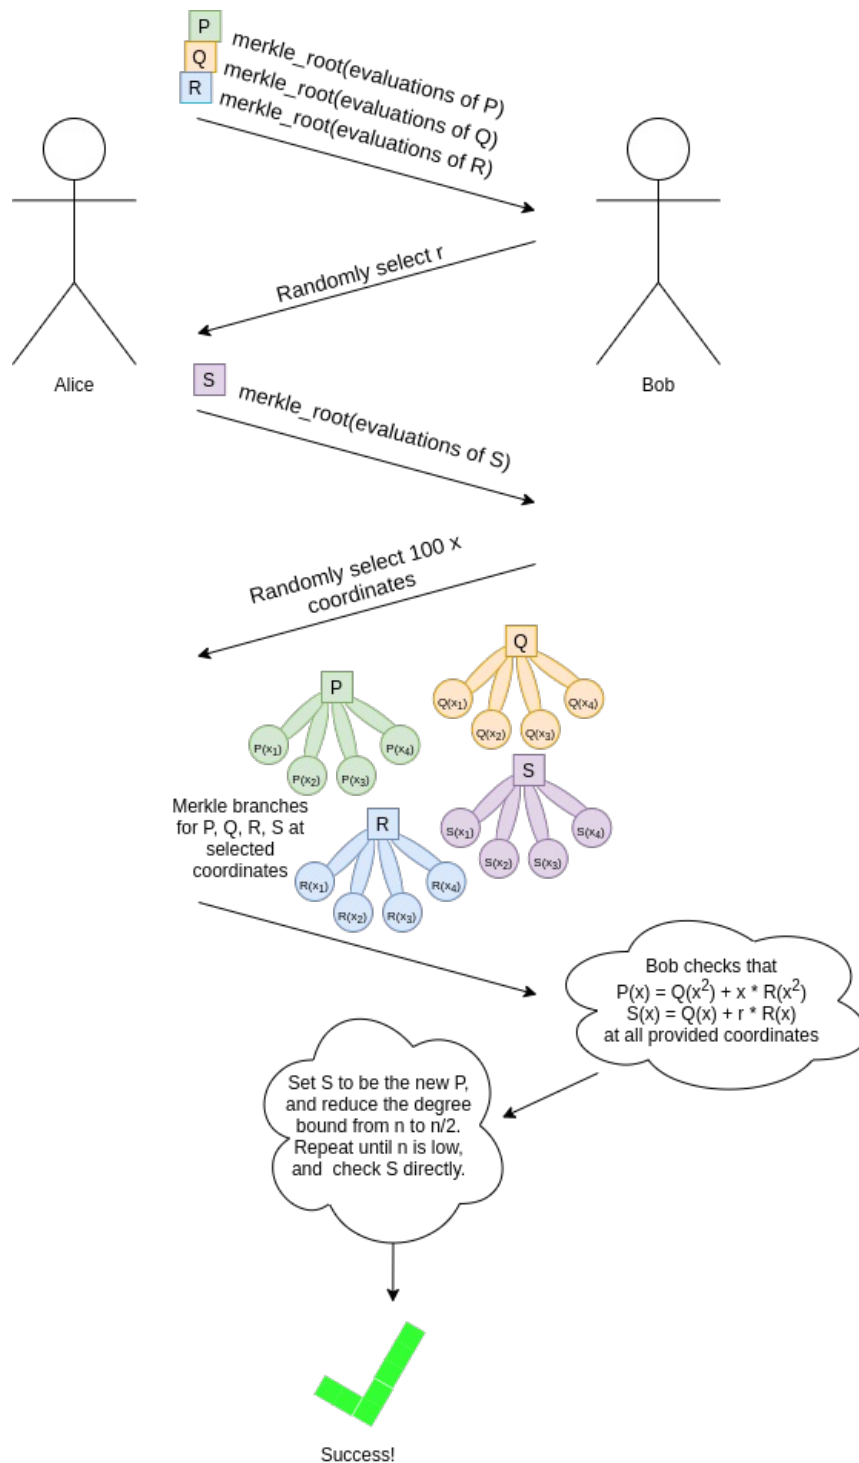 P
merkle_root(evaluations of P)
Q
merkle_root(evaluations of Q)
R
merkle_root(evaluations of R)
Randomly select r
Alice
Bob
S
merkle_root(evaluations of S)
Randomly select 100 x
coordinates
Q
Q(x₁)
Q(x₂)
Q(x₃)
Q(x₄)
P
P(x₁)
P(x₂)
P(x₃)
P(x₄)
S
S(x₁)
S(x₂)
S(x₃)
S(x₄)
Merkle branches
for P, Q, R, S at
selected
coordinates
R
R(x₁)
R(x₂)
R(x₃)
R(x₄)
Bob checks that
P(x) = Q(x²) + x * R(x²)
S(x) = Q(x) + r * R(x)
at all provided coordinates
Set S to be the new P,
and reduce the degree
bound from n to n/2.
Repeat until n is low,
and check S directly.
Success!